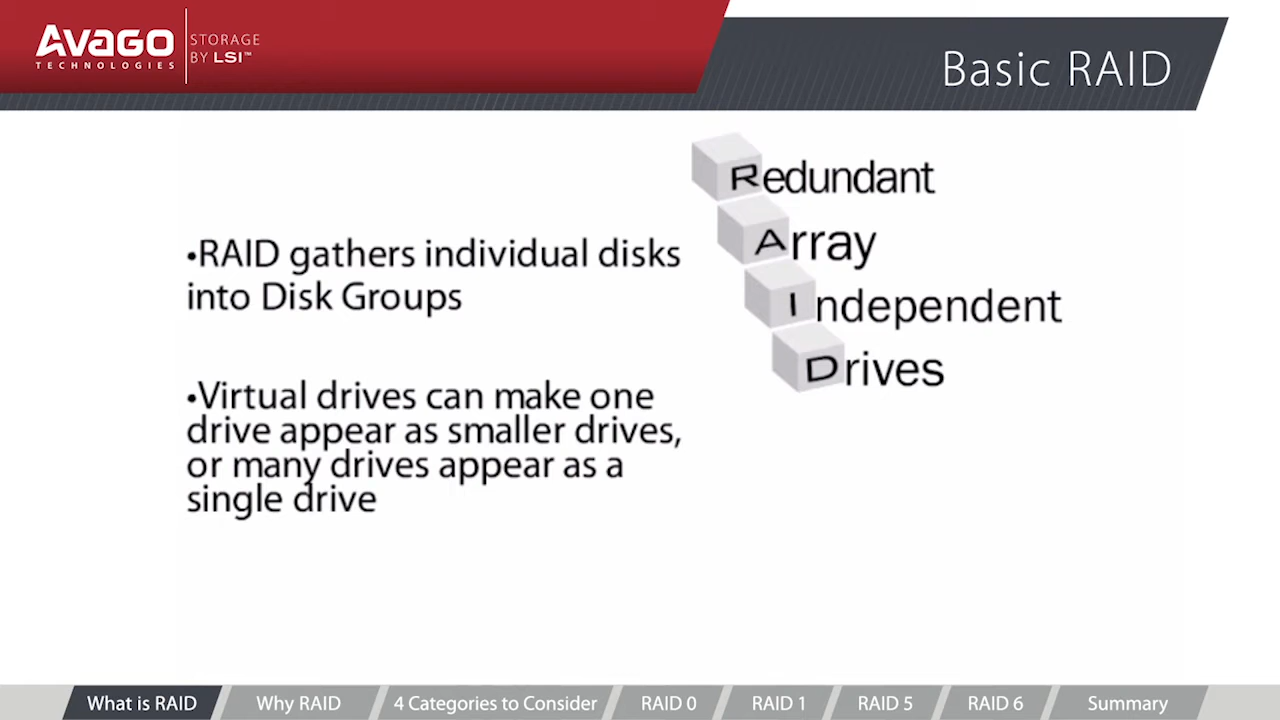 AVAGO
TECHNOLOGIES
STORAGE
BY LSI™
Basic RAID
•RAID gathers individual disks
into Disk Groups
•Virtual drives can make one
drive appear as smaller drives,
or many drives appear as a
single drive
Redundant
Array
Independent
Drives
What is RAID
Why RAID
4 Categories to Consider
RAID 0
RAID 1
RAID 5
RAID 6
Summary